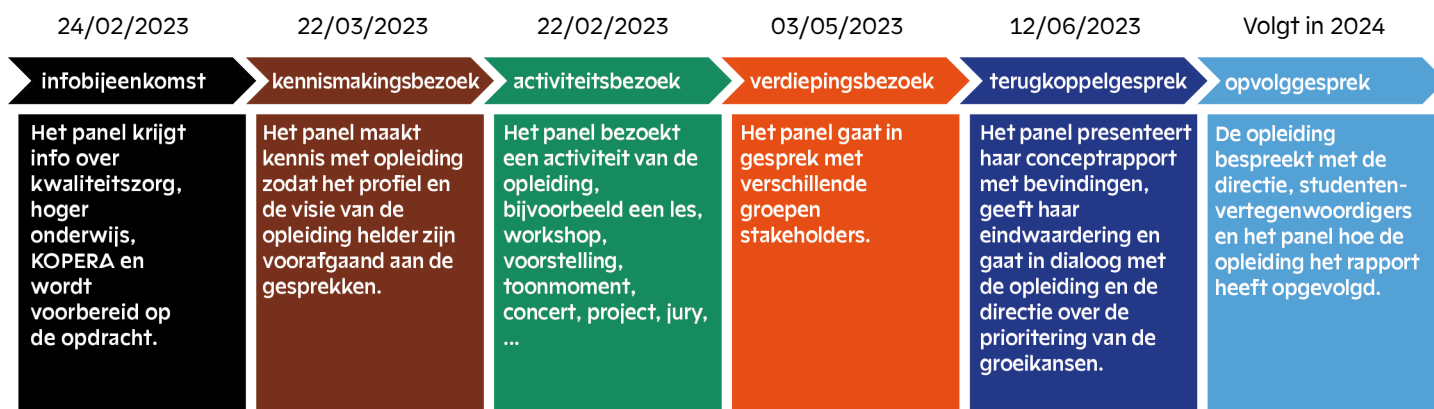 24/02/2023
22/03/2023
22/02/2023
03/05/2023
12/06/2023
Volgt in 2024
infobijeenkomst
kennismakingsbezoek
activiteitsbezoek
verdiepingsbezoek
terugkoppelgesprek
opvolggesprek
Het panel krijgt
info over
kwaliteitszorg,
hoger
onderwijs,
KOPERA en
wordt
voorbereid op
de opdracht.
Het panel maakt
kennis met opleiding
zodat het profiel en
de visie van de
opleiding helder zijn
voorafgaand aan de
gesprekken.
Het panel bezoekt
een activiteit van de
opleiding,
bijvoorbeeld een les,
workshop,
voorstelling,
toonmoment,
concert, project, jury,
...
Het panel gaat in
gesprek met
verschillende
groepen
stakeholders.
Het panel presenteert
haar conceptrapport
met bevindingen,
geeft haar
eindwaardering en
gaat in dialoog met
de opleiding en de
directie over de
prioritering van de
groeikansen.
De opleiding
bespreekt met de
directie, studenten-
vertegenwoordigers
en het panel hoe de
opleiding het rapport
heeft opgevolgd.